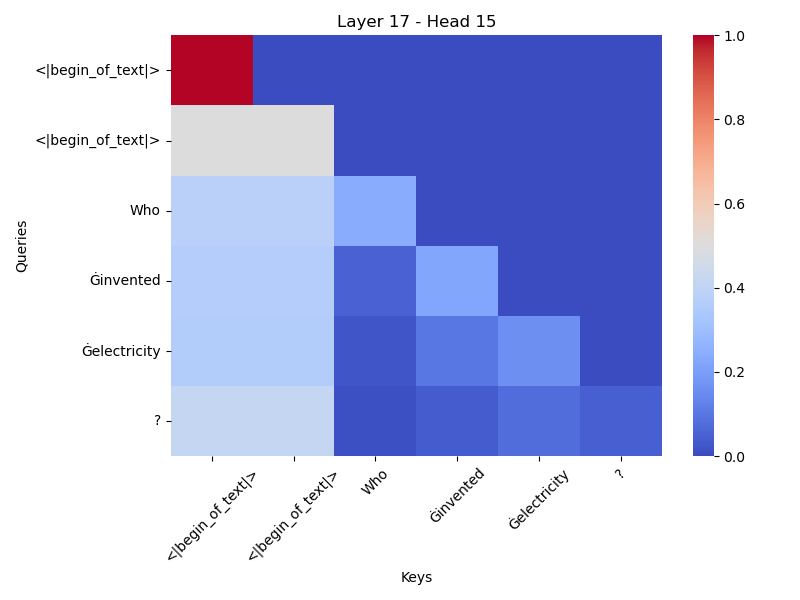 Layer 17 - Head 15
<|begin_of_text|>
<|begin_of_text|>
Who
Ġinvented
Ġelectricity
?
Queries
<|begin_of_text|>
<|begin_of_text|>
Who
Ġinvented
Ġelectricity
?
Keys
1.0
0.8
0.6
0.4
0.2
0.0